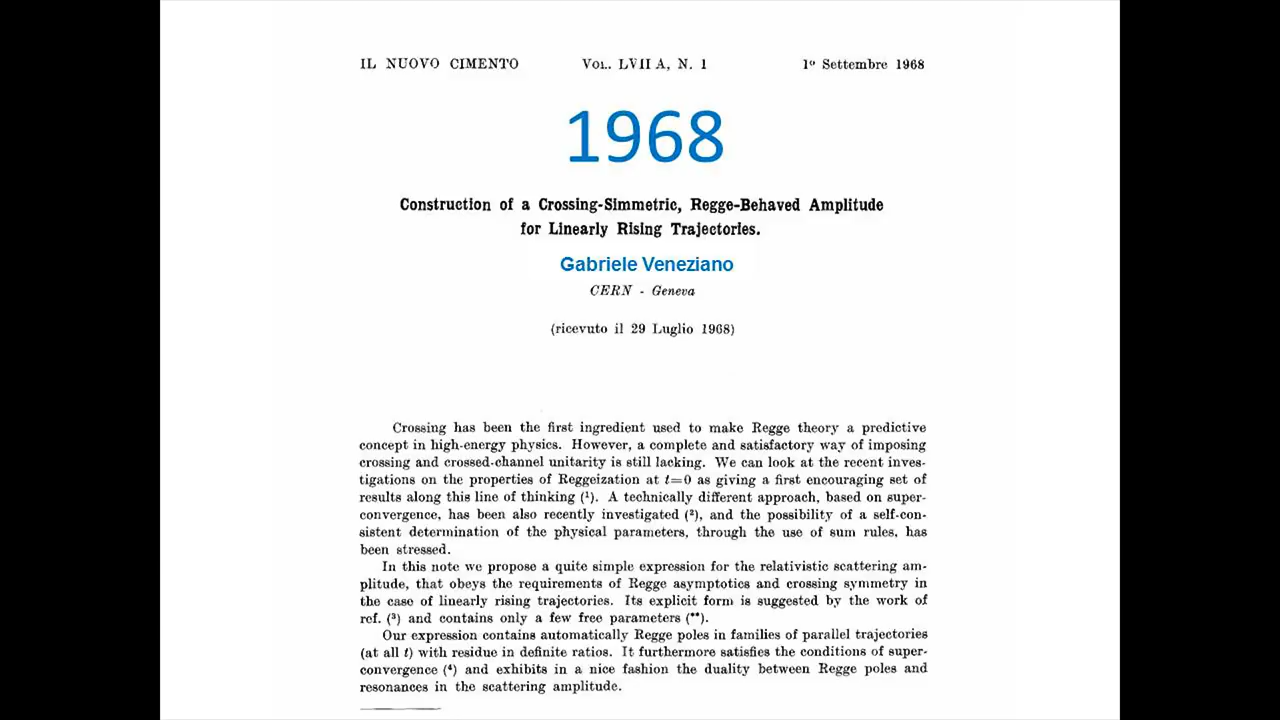 IL NUOVO CIMENTO VOL. LVII A, N. 1 1º Settembre 1968
1968
Construction of a Crossing-Simmetric, Regge-Behaved Amplitude
for Linearly Rising Trajectories.
Gabriele Veneziano
CERN - Geneva
(ricevuto il 29 Luglio 1968)
Crossing has been the first ingredient used to make Regge theory a predictive
concept in high-energy physics. However, a complete and satisfactory way of imposing
crossing and crossed-channel unitarity is still lacking. We can look at the recent inves-
tigations on the properties of Reggeization at t=0 as giving a first encouraging set of
results along this line of thinking (¹). A technically different approach, based on super-
convergence, has been also recently investigated (²), and the possibility of a self-con-
sistent determination of the physical parameters, through the use of sum rules, has
been stressed.
In this note we propose a quite simple expression for the relativistic scattering am-
plitude, that obeys the requirements of Regge asymptotics and crossing symmetry in
the case of linearly rising trajectories. Its explicit form is suggested by the work of
ref. (³) and contains only a few free parameters (**).
Our expression contains automatically Regge poles in families of parallel trajectories
(at all t) with residue in definite ratios. It furthermore satisfies the conditions of super-
convergence (⁴) and exhibits in a nice fashion the duality between Regge poles and
resonances in the scattering amplitude.